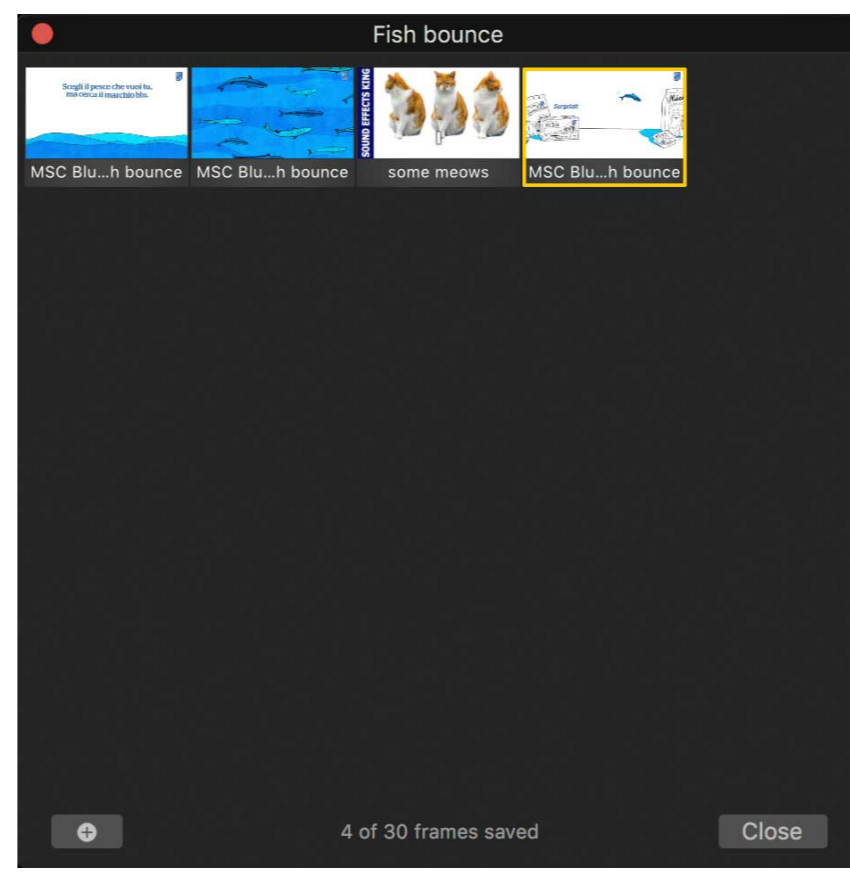 Fish bounce
Scegli il pesce che vuoi tu,
ma cerca il marchio blu.
SOUND EFFECTS KING
Surgelati
MSC Blu...h bounce
MSC Blu...h bounce
some meows
MSC Blu...h bounce
4 of 30 frames saved
Close